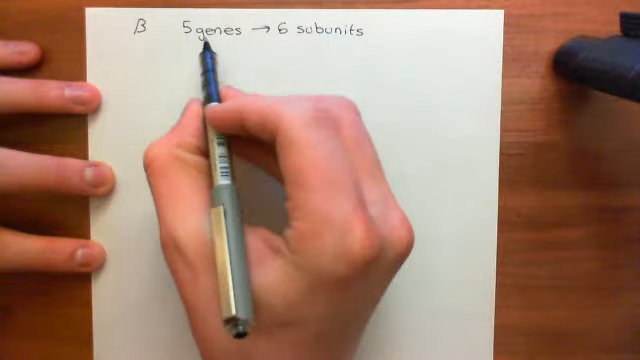 β 5 genes → 6 subunits